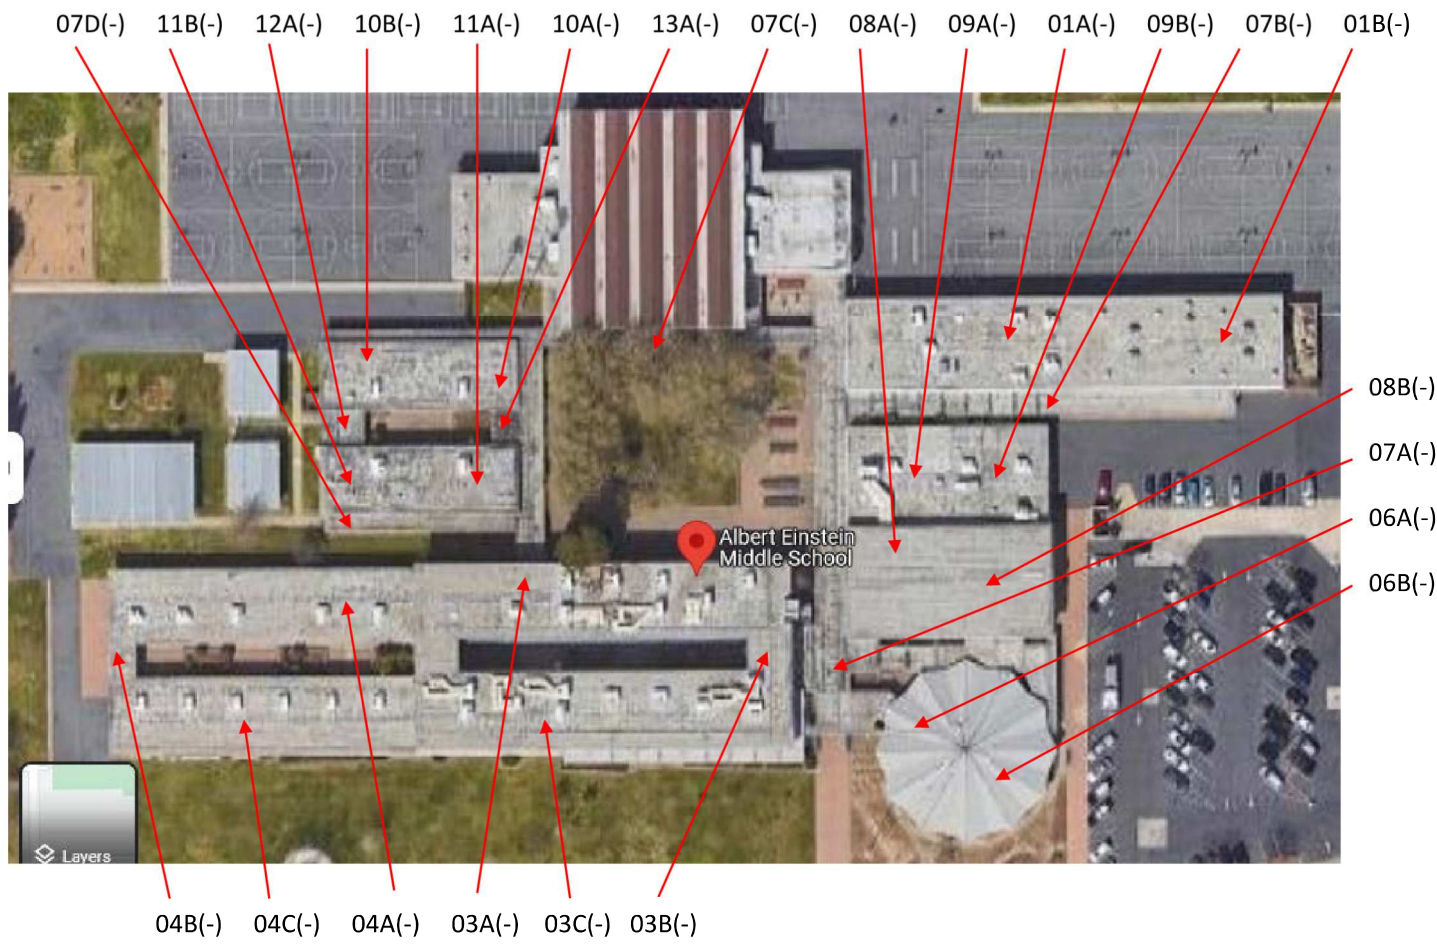 07D(-) 11B(-) 12A(-) 10B(-) 11A(-) 10A(-) 13A(-) 07C(-) 08A(-) 09A(-) 01A(-) 09B(-) 07B(-) 01B(-)
08B(-)
07A(-)
06A(-)
Albert Einstein
Middle School
06B(-)
Layers
04B(-) 04C(-) 04A(-) 03A(-) 03C(-) 03B(-)